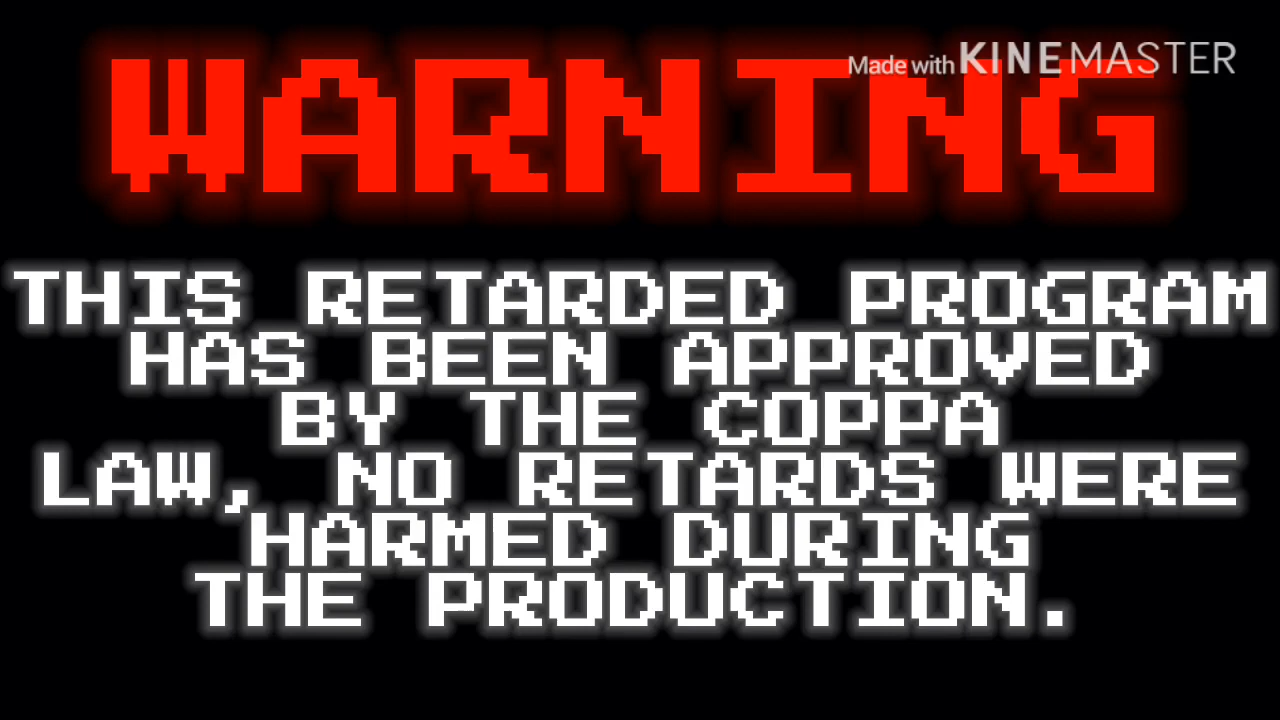 Made with KINEMASTER
WARNING
THIS RETARDED PROGRAM
HAS BEEN APPROVED
BY THE COPPA
LAW, NO RETARDS WERE
HARMED DURING
THE PRODUCTION.